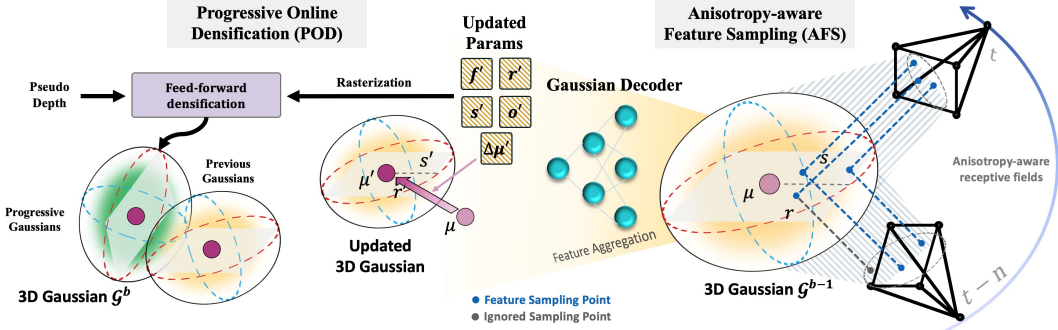 Progressive Online
Densification (POD)
Updated
Params
Anisotropy-aware
Feature Sampling (AFS)
Pseudo
Depth
Feed-forward
densification
Rasterization
f′ r′
s′ o′
Δμ′
Gaussian Decoder
t
Previous
Gaussians
Progressive
Gaussians
μ′
s′
r
μ
Updated
3D Gaussian
3D Gaussian 𝒢ᵇ
Feature Aggregation
μ
s
r
Anisotropy-aware
receptive fields
t − n
3D Gaussian 𝒢ᵇ⁻¹
Feature Sampling Point
Ignored Sampling Point